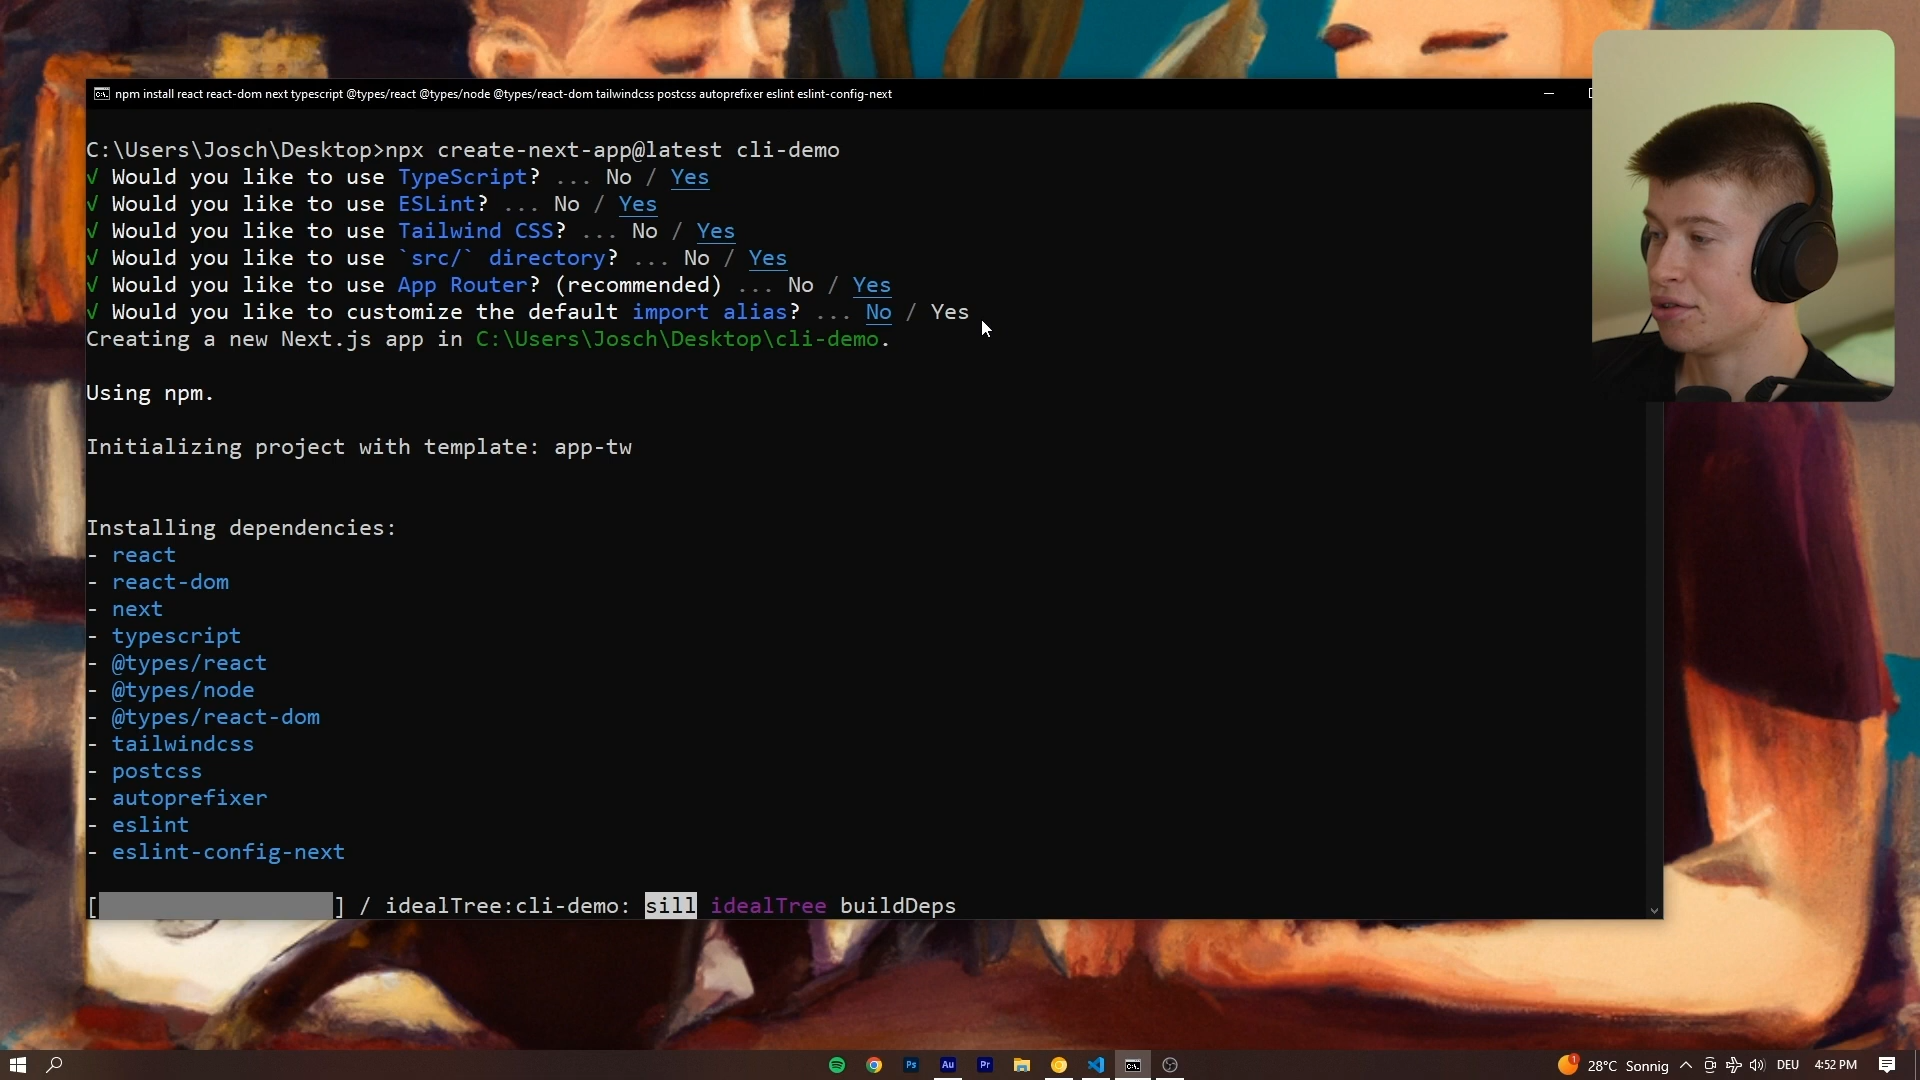 npm install react react-dom next typescript @types/react @types/node @types/react-dom tailwindcss postcss autoprefixer eslint eslint-config-next
C:\Users\Josch\Desktop>npx create-next-app@latest cli-demo
√ Would you like to use TypeScript? ... No / Yes
√ Would you like to use ESLint? ... No / Yes
√ Would you like to use Tailwind CSS? ... No / Yes
√ Would you like to use `src/` directory? ... No / Yes
√ Would you like to use App Router? (recommended) ... No / Yes
√ Would you like to customize the default import alias? ... No / Yes
Creating a new Next.js app in C:\Users\Josch\Desktop\cli-demo.
Using npm.
Initializing project with template: app-tw
Installing dependencies:
- react
- react-dom
- next
- typescript
- @types/react
- @types/node
- @types/react-dom
- tailwindcss
- postcss
- autoprefixer
- eslint
- eslint-config-next
[                  ] / idealTree:cli-demo: sill idealTree buildDeps
Ps Au Pr 1 28°C Sonnig DEU 4:52 PM